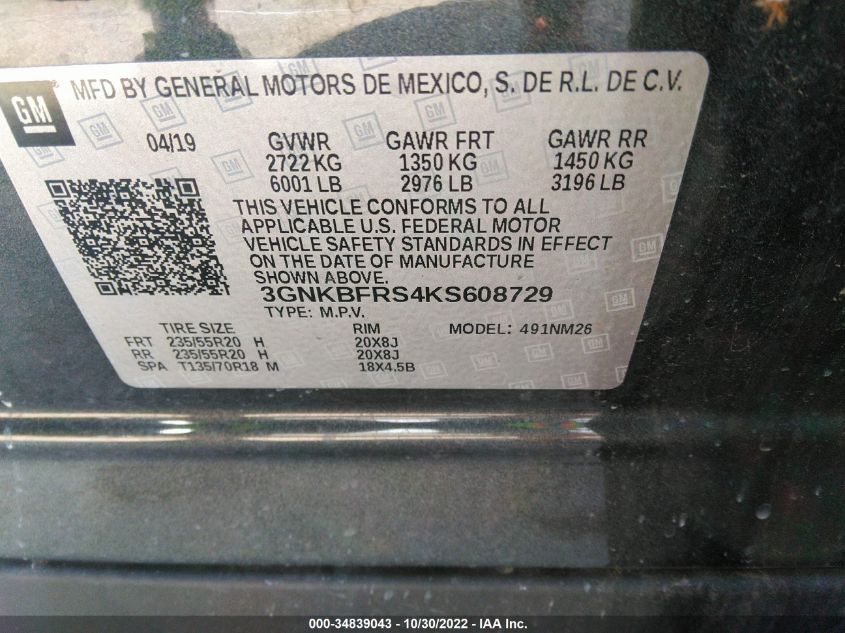 GM
MFD BY GENERAL MOTORS DE MEXICO, S. DE R.L. DE C.V.
04/19 GVWR GAWR FRT GAWR RR
2722 KG 1350 KG 1450 KG
6001 LB 2976 LB 3196 LB
THIS VEHICLE CONFORMS TO ALL
APPLICABLE U.S. FEDERAL MOTOR
VEHICLE SAFETY STANDARDS IN EFFECT
ON THE DATE OF MANUFACTURE
SHOWN ABOVE.
3GNKBFRS4KS608729
TYPE: M.P.V. MODEL: 491NM26
TIRE SIZE RIM
FRT 235/55R20 H 20X8J
RR 235/55R20 H 20X8J
SPA T135/70R18 M 18X4.5B
000-34839043 - 10/30/2022 - IAA Inc.